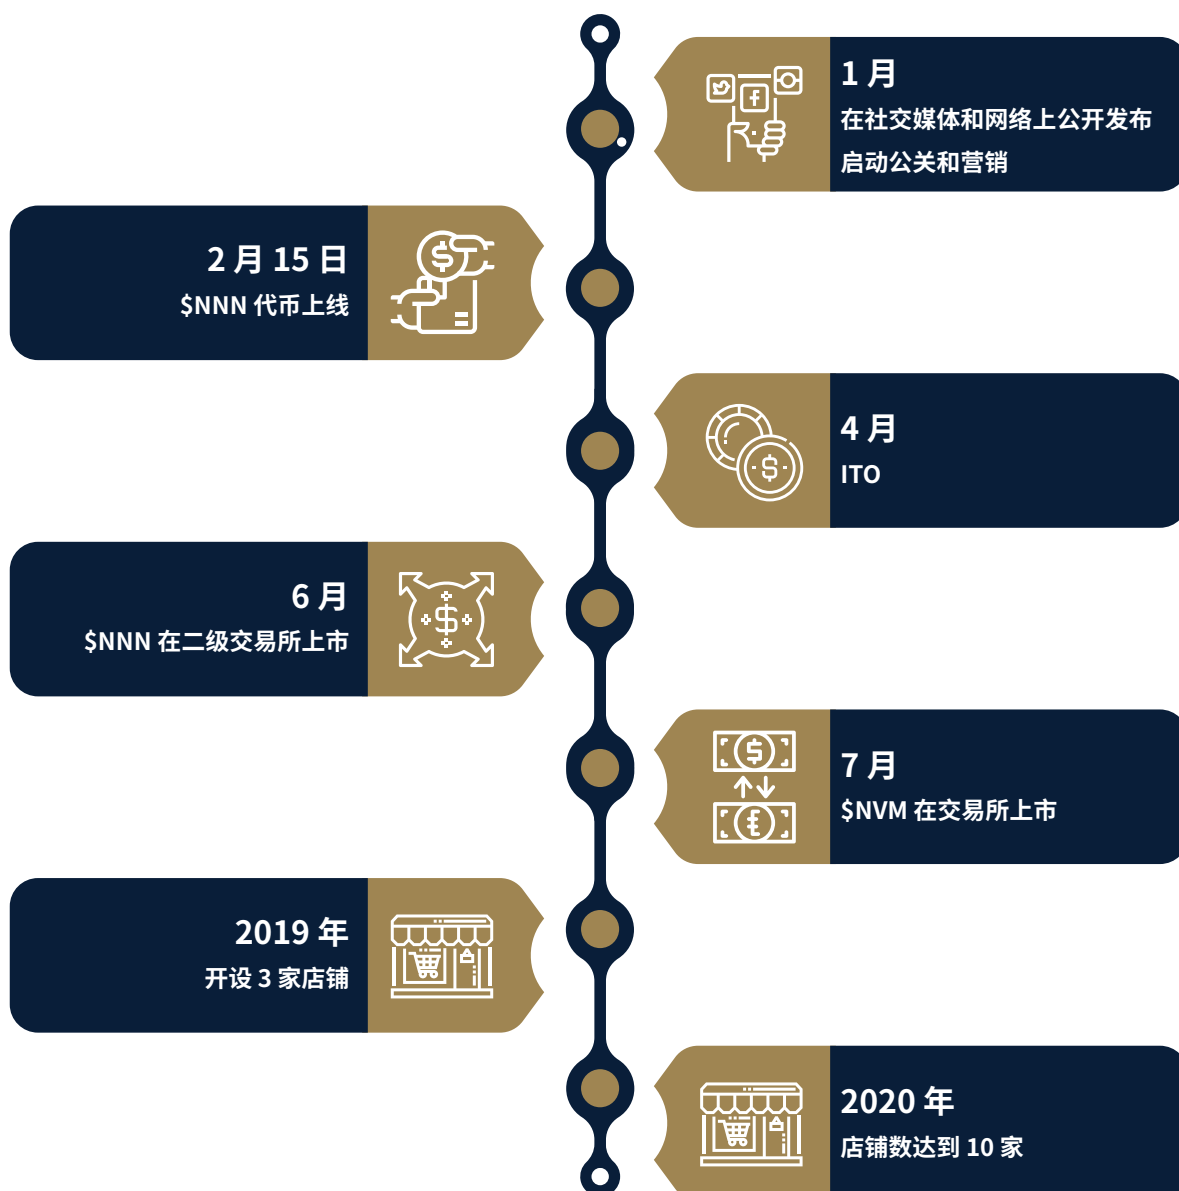 1 月
在社交媒体和网络上公开发布
启动公关和营销
2 月 15 日
$NNN 代币上线
4 月
ITO
6 月
$NNN 在二级交易所上市
7 月
$NVM 在交易所上市
2019 年
开设 3 家店铺
2020 年
店铺数达到 10 家